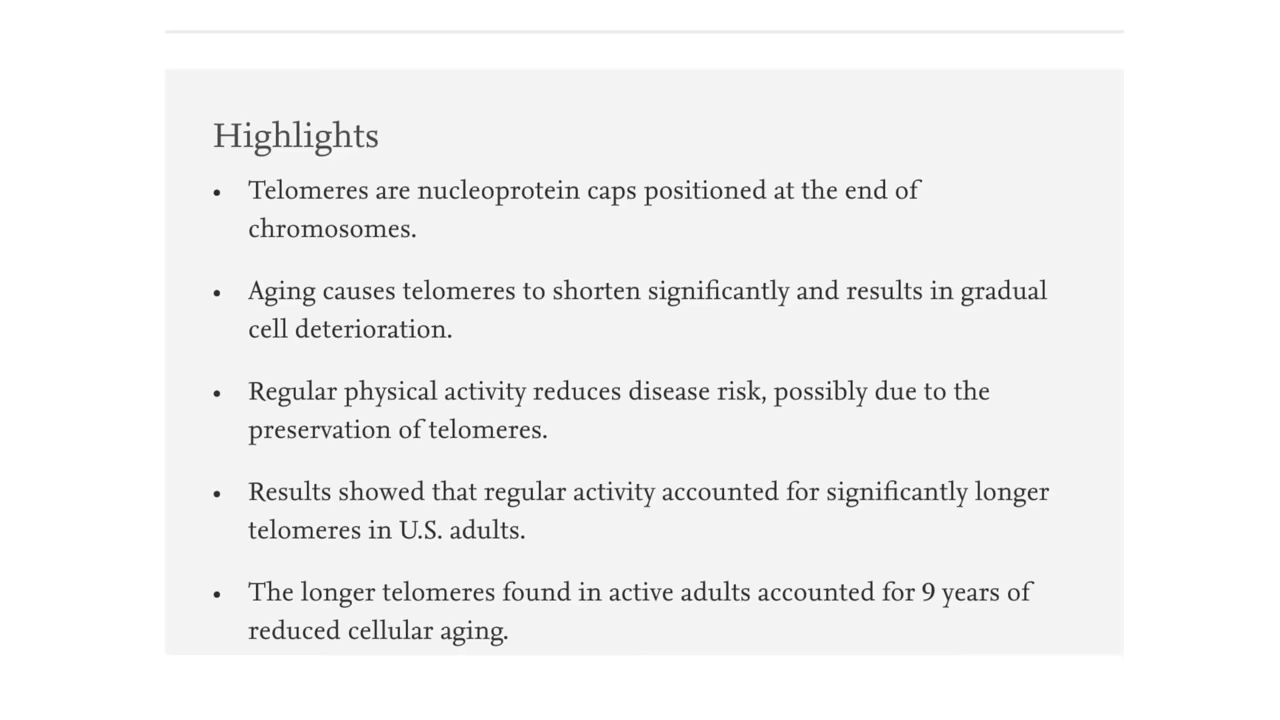 Highlights
• Telomeres are nucleoprotein caps positioned at the end of
chromosomes.
• Aging causes telomeres to shorten significantly and results in gradual
cell deterioration.
• Regular physical activity reduces disease risk, possibly due to the
preservation of telomeres.
• Results showed that regular activity accounted for significantly longer
telomeres in U.S. adults.
• The longer telomeres found in active adults accounted for 9 years of
reduced cellular aging.